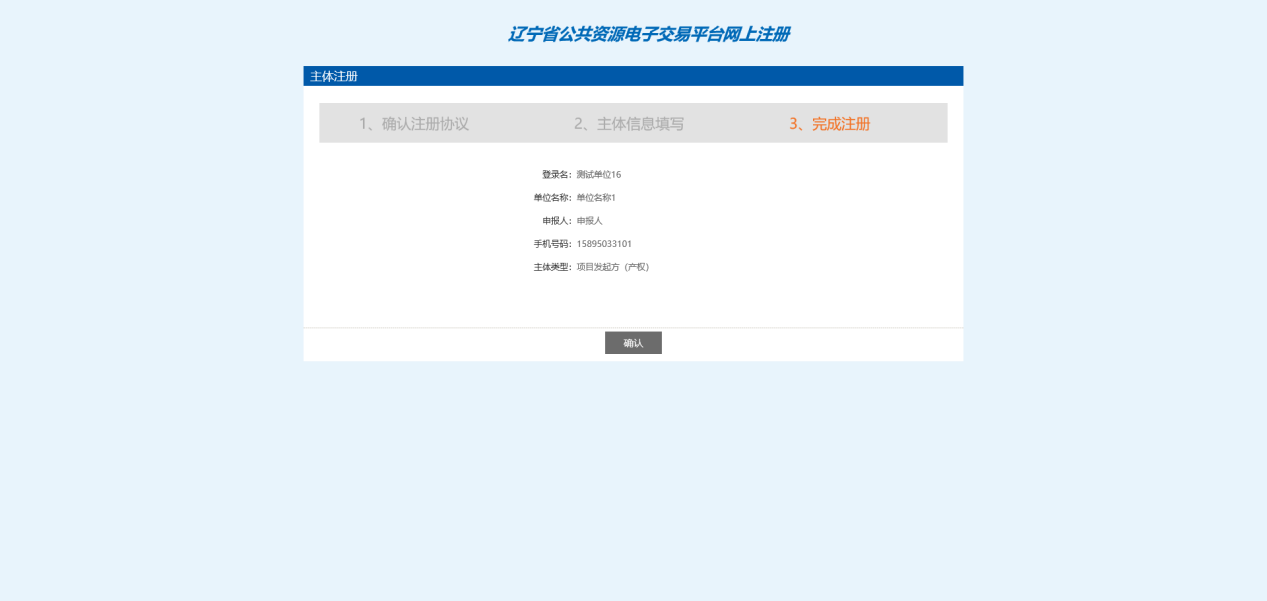 辽宁省公共资源电子交易平台网上注册
主体注册
1、确认注册协议 2、主体信息填写 3、完成注册
登录名：测试单位16
单位名称：单位名称1
申报人：申报人
手机号码：15895033101
主体类型：项目发起方（产权）
确认